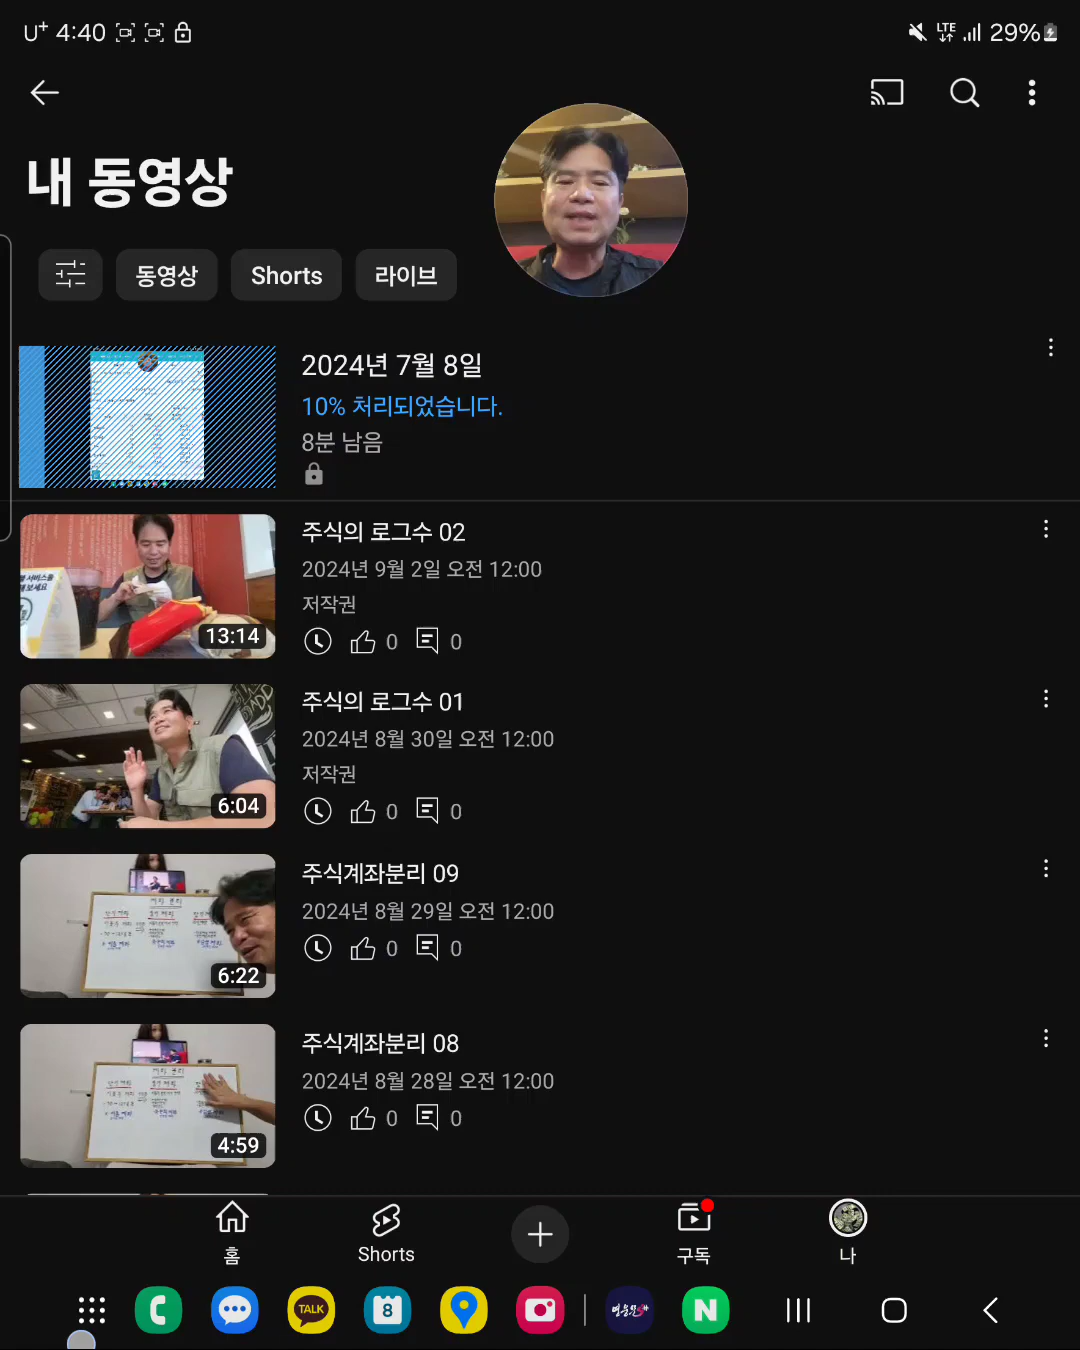 U+ 4:40
LTE 29%
내 동영상
동영상 Shorts 라이브
2024년 7월 8일
10% 처리되었습니다.
8분 남음
주식의 로그수 02
2024년 9월 2일 오전 12:00
저작권
0 0
13:14
주식의 로그수 01
2024년 8월 30일 오전 12:00
저작권
0 0
6:04
주식계좌분리 09
2024년 8월 29일 오전 12:00
0 0
6:22
주식계좌분리 08
2024년 8월 28일 오전 12:00
0 0
4:59
홈 Shorts 구독 나
TALK 8 N